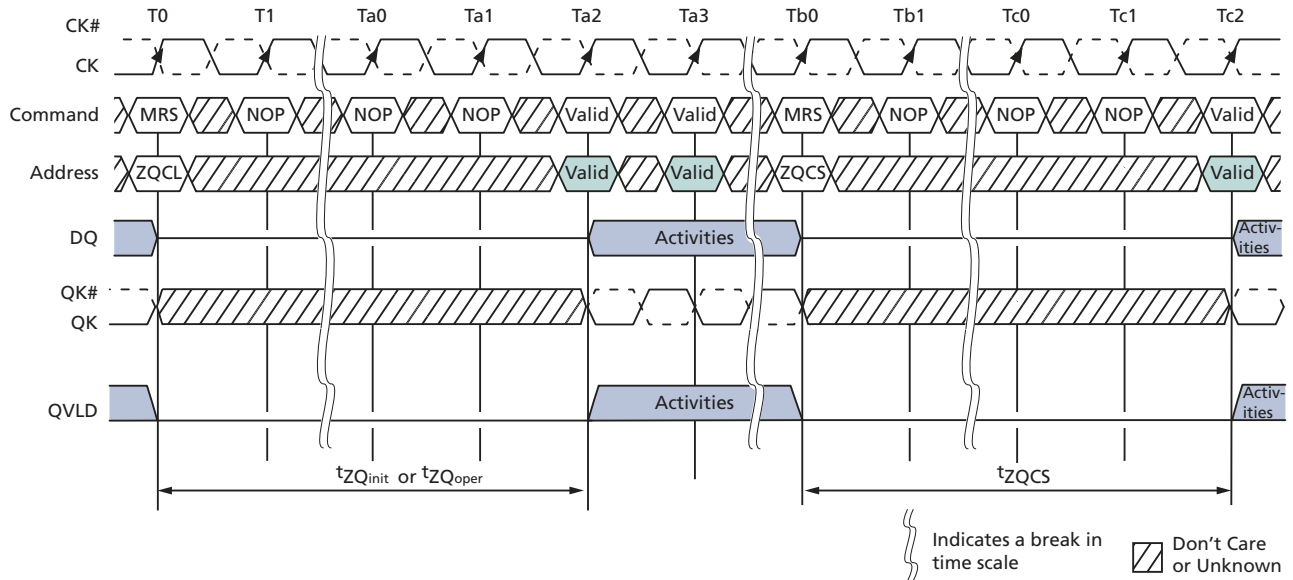 T0 T1 Ta0 Ta1 Ta2 Ta3 Tb0 Tb1 Tc0 Tc1 Tc2
CK#
CK
Command MRS NOP NOP NOP Valid Valid MRS NOP NOP NOP Valid
Address ZQCL Valid Valid ZQCS Valid
DQ Activities Activ-
ities
QK#
QK
QVLD Activities Activ-
ities
tZQinit or tZQoper tZQCS
Indicates a break in
time scale
Don't Care
or Unknown